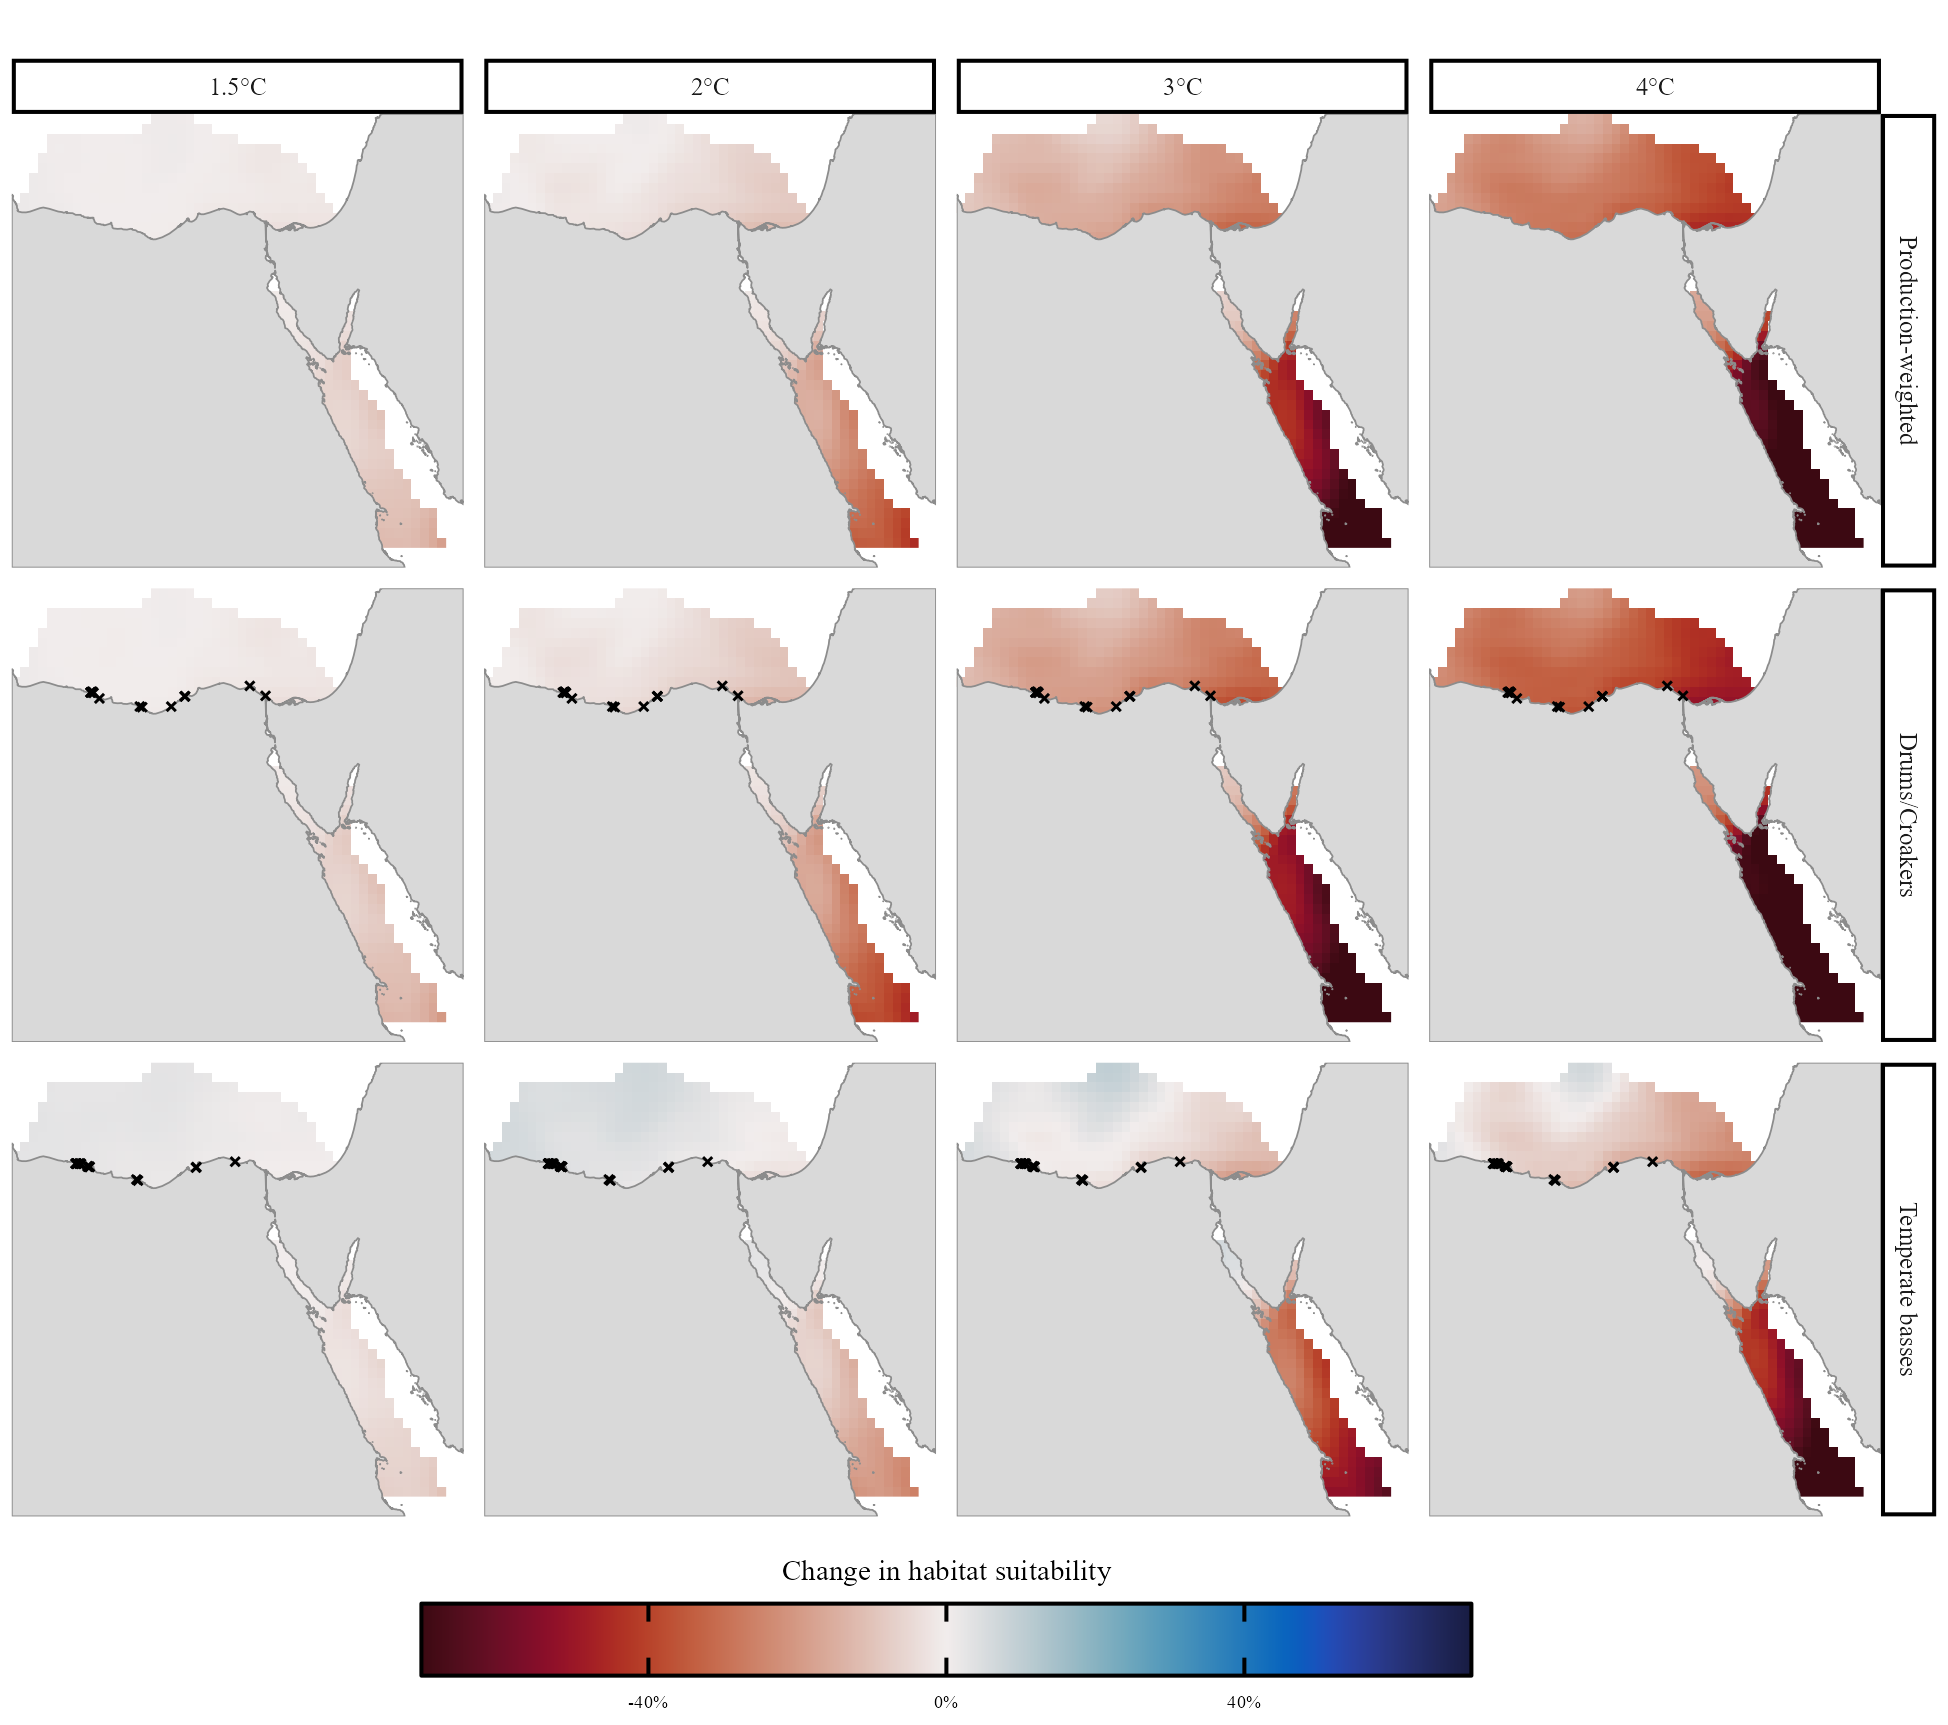 1.5°C
2°C
3°C
4°C
Production-weighted
Drums/Croakers
Temperate basses
Change in habitat suitability
-40%
0%
40%